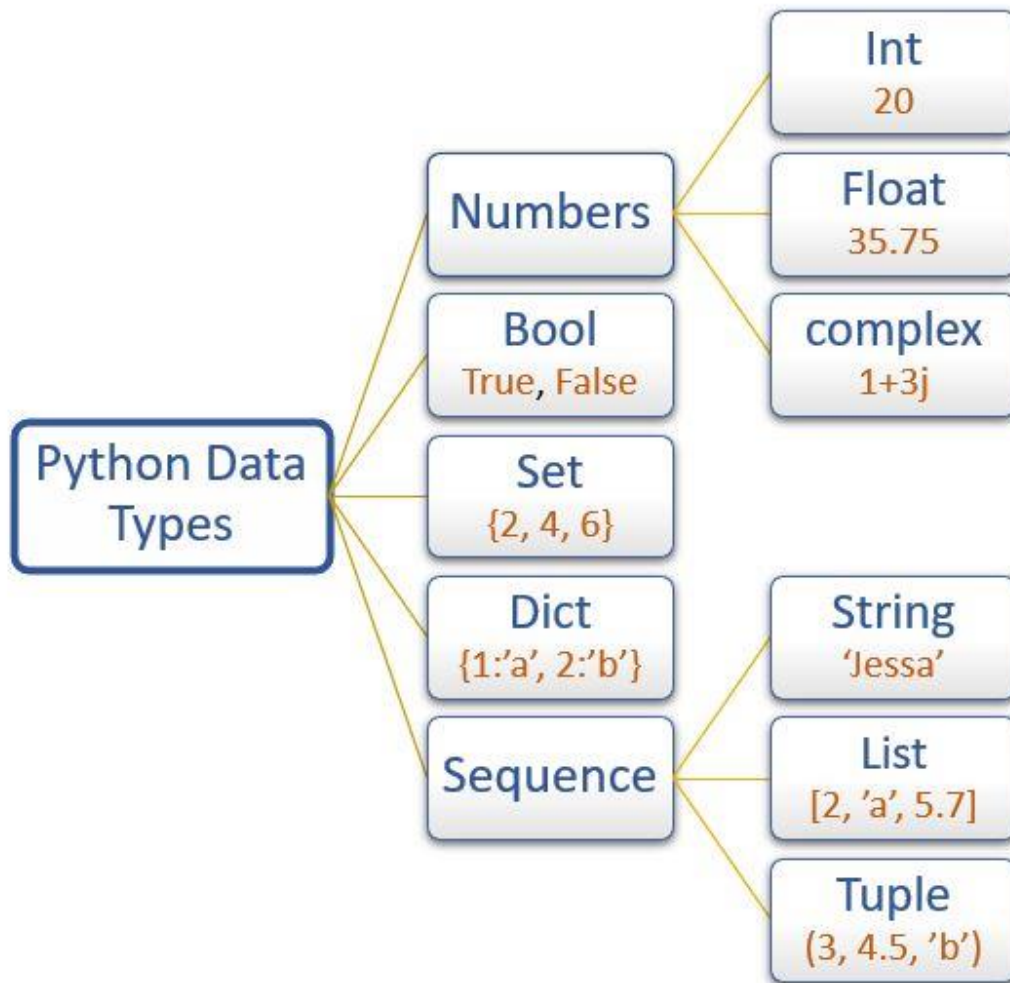 Python Data
Types
Numbers
Int
20
Float
35.75
complex
1+3j
Bool
True, False
Set
{2, 4, 6}
Dict
{1:’a’, 2:’b’}
Sequence
String
‘Jessa’
List
[2, ’a’, 5.7]
Tuple
(3, 4.5, ’b’)